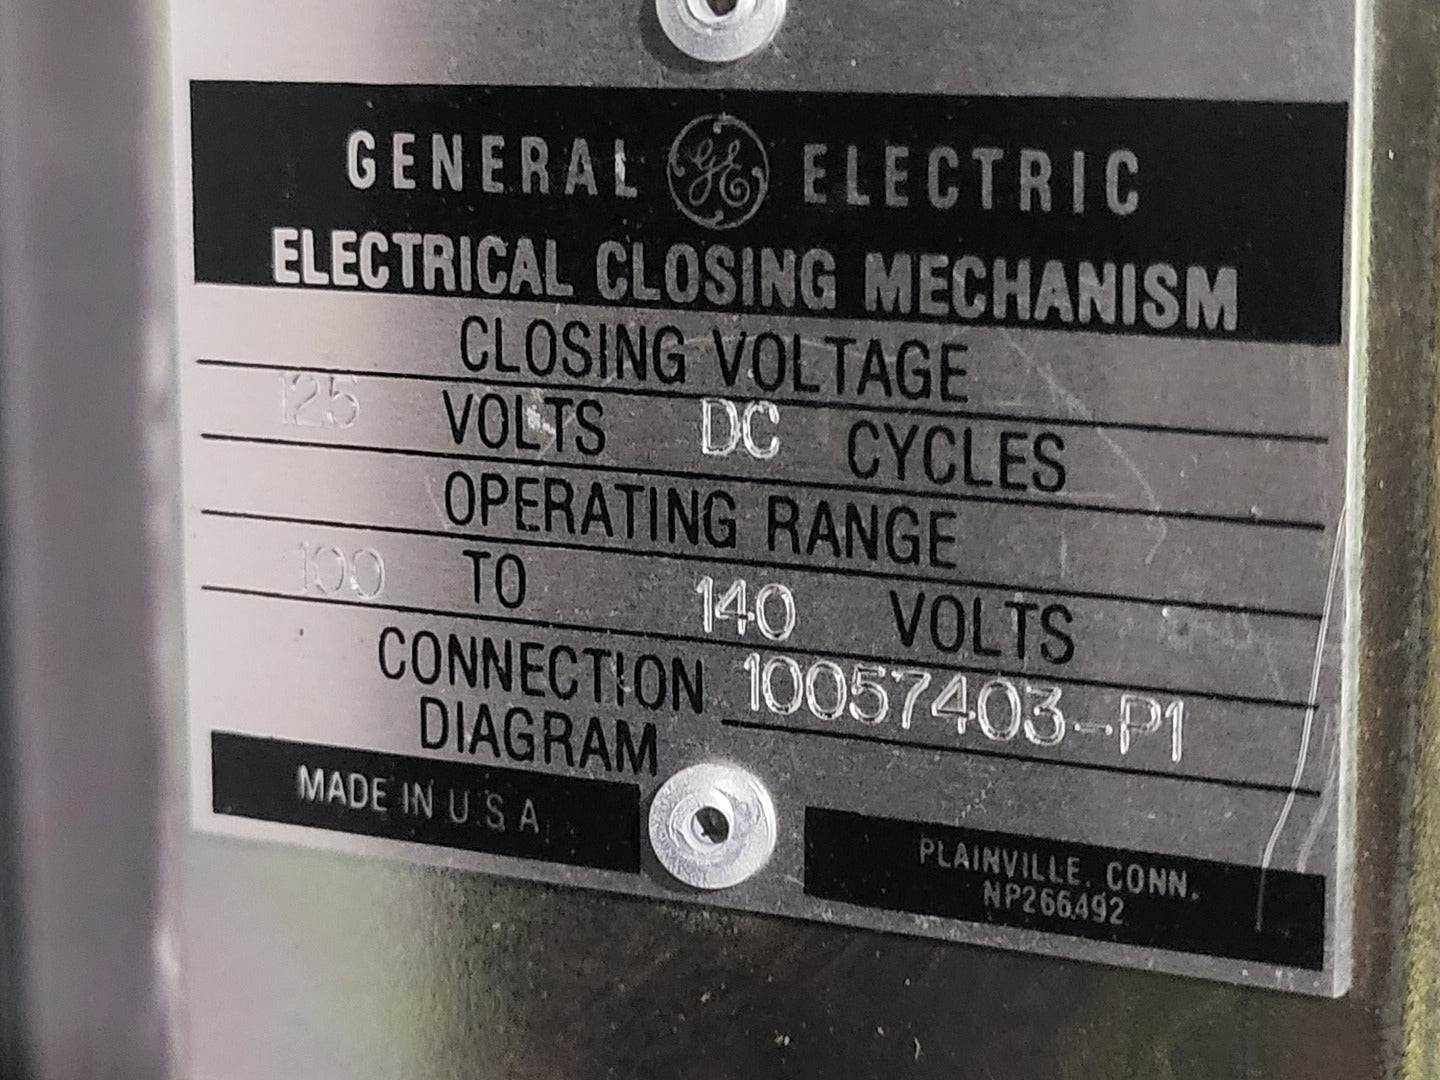 GENERAL GE ELECTRIC
ELECTRICAL CLOSING MECHANISM
CLOSING VOLTAGE
125 VOLTS DC CYCLES
OPERATING RANGE
100 TO 140 VOLTS
CONNECTION 10057403-P1
DIAGRAM
MADE IN U.S.A.
PLAINVILLE, CONN.
NP266492